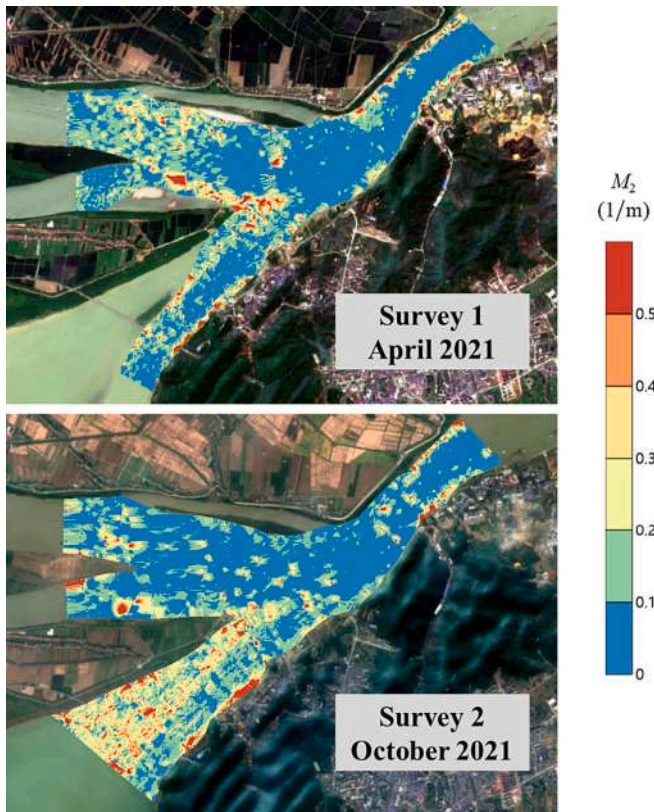 Survey 1
April 2021
M₂
(1/m)
0.5
0.4
0.3
0.2
0.1
0
Survey 2
October 2021